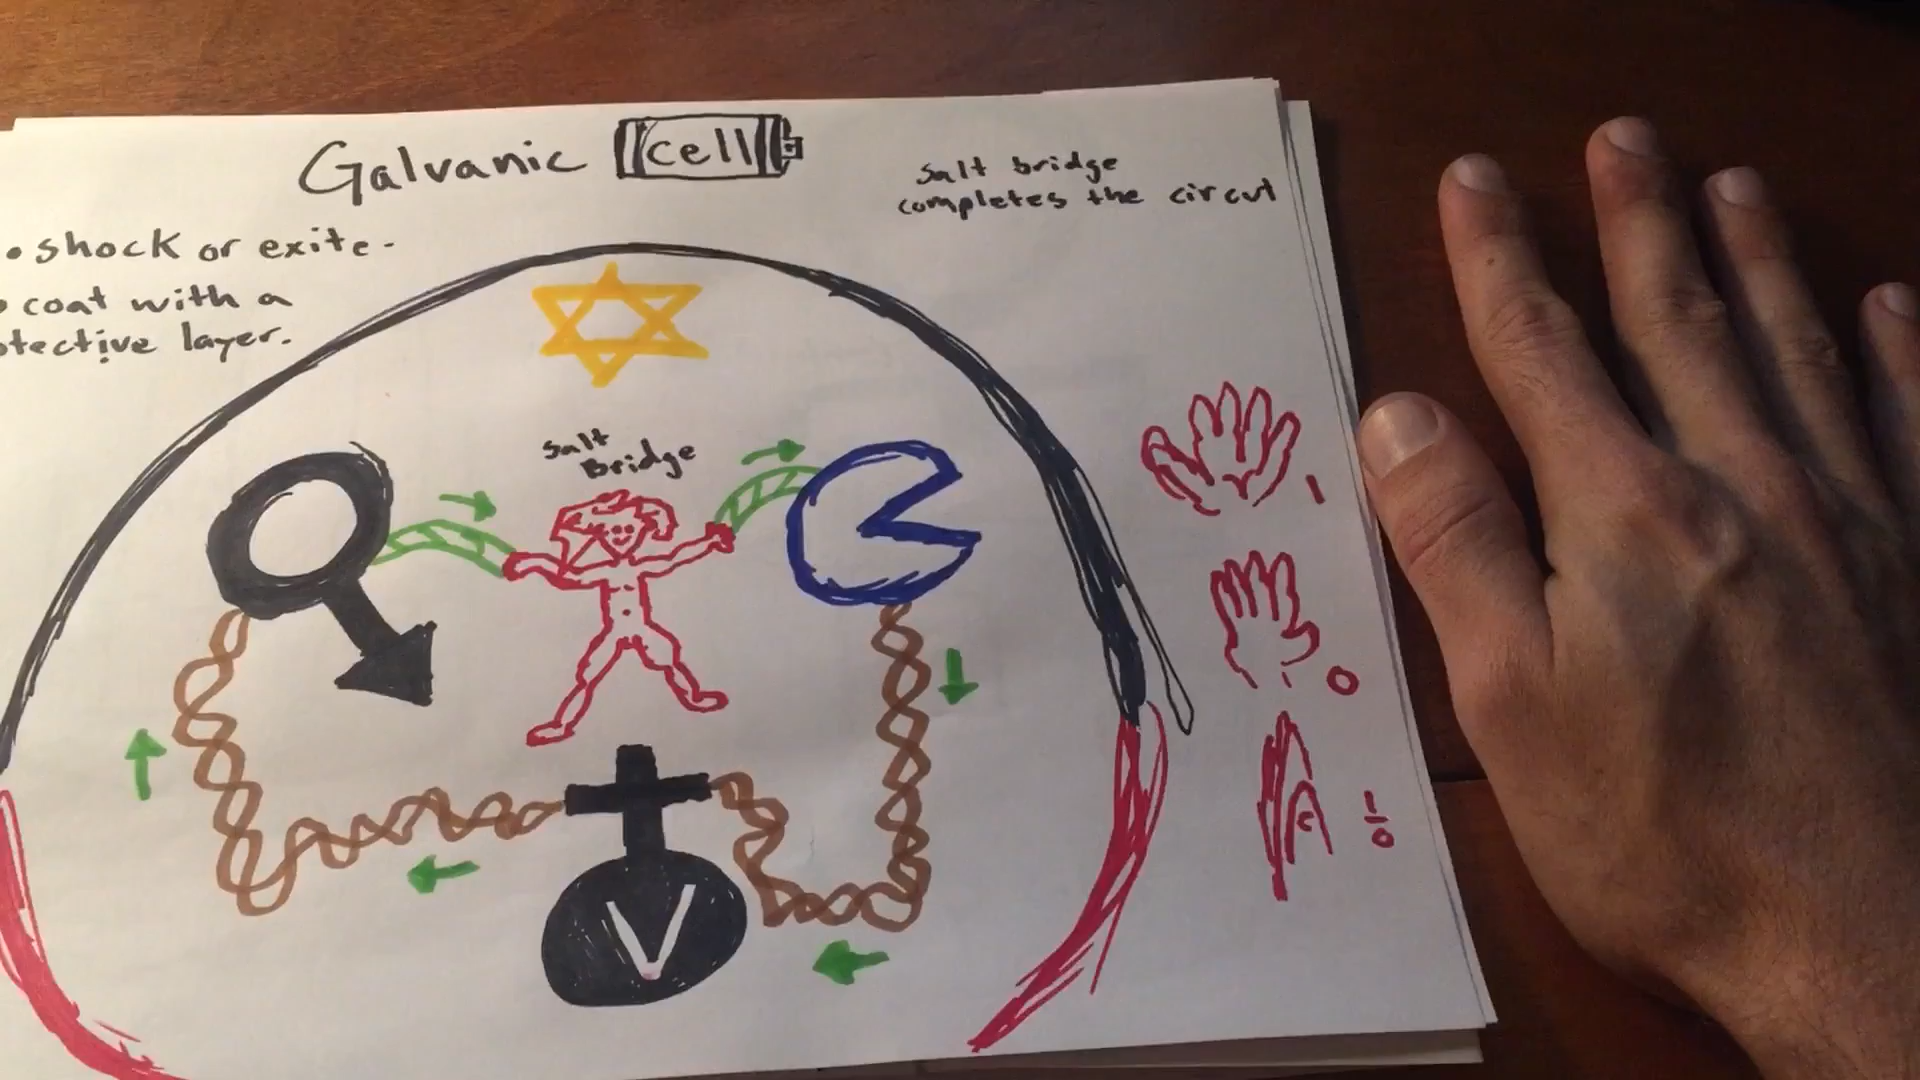 Galvanic cell
salt bridge
completes the circut
• shock or exite -
coat with a
tective layer.
Salt
Bridge
1
0
1
0
V